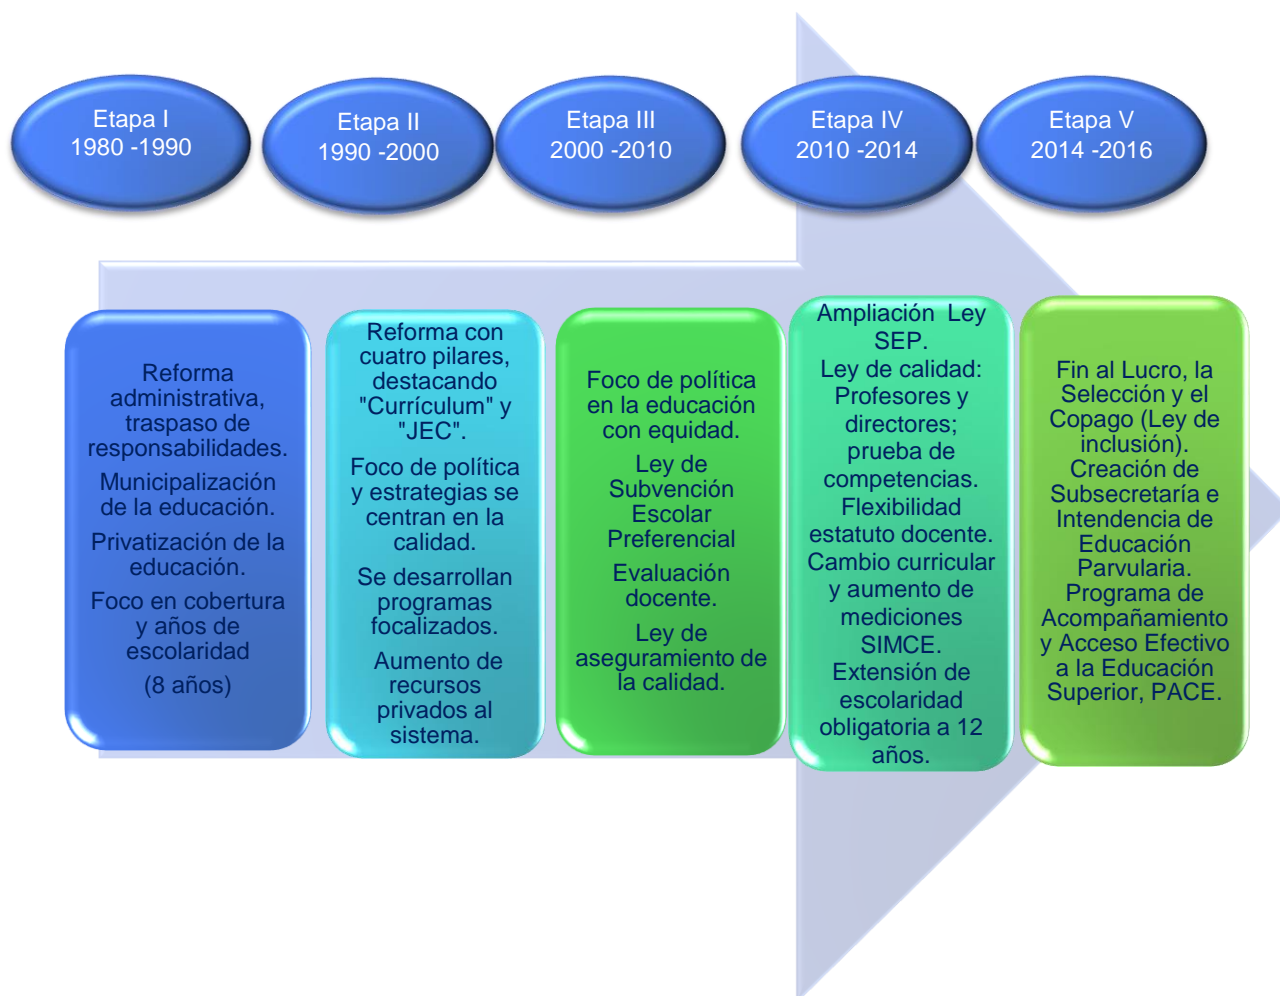 Etapa I
1980 -1990
Etapa II
1990 -2000
Etapa III
2000 -2010
Etapa IV
2010 -2014
Etapa V
2014 -2016
Reforma
administrativa,
traspaso de
responsabilidades.
Municipalización
de la educación.
Privatización de la
educación.
Foco en cobertura
y años de
escolaridad
(8 años)
Reforma con
cuatro pilares,
destacando
"Currículum" y
"JEC".
Foco de política
y estrategias se
centran en la
calidad.
Se desarrollan
programas
focalizados.
Aumento de
recursos
privados al
sistema.
Foco de política
en la educación
con equidad.
Ley de
Subvención
Escolar
Preferencial
Evaluación
docente.
Ley de
aseguramiento de
la calidad.
Ampliación Ley
SEP.
Ley de calidad:
Profesores y
directores;
prueba de
competencias.
Flexibilidad
estatuto docente.
Cambio curricular
y aumento de
mediciones
SIMCE.
Extensión de
escolaridad
obligatoria a 12
años.
Fin al Lucro, la
Selección y el
Copago (Ley de
inclusión).
Creación de
Subsecretaría e
Intendencia de
Educación
Parvularia.
Programa de
Acompañamiento
y Acceso Efectivo
a la Educación
Superior, PACE.